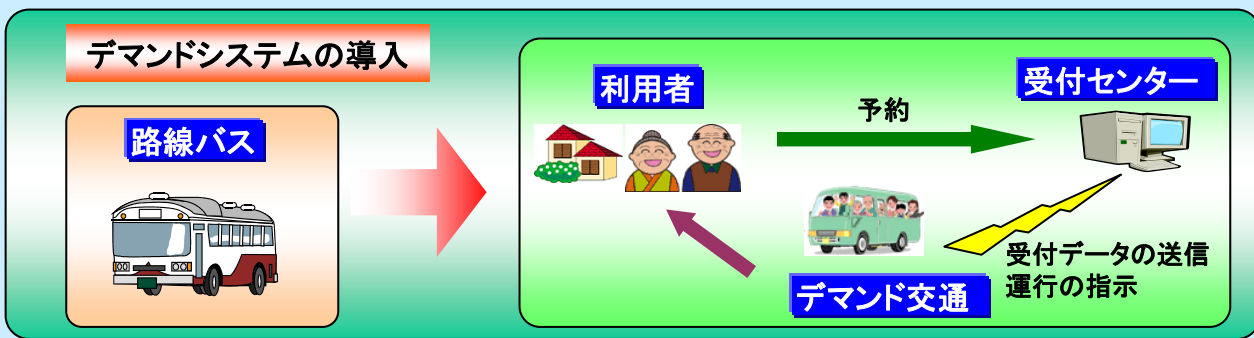 デマンドシステムの導入
路線バス
利用者
予約
受付センター
受付データの送信
運行の指示
デマンド交通